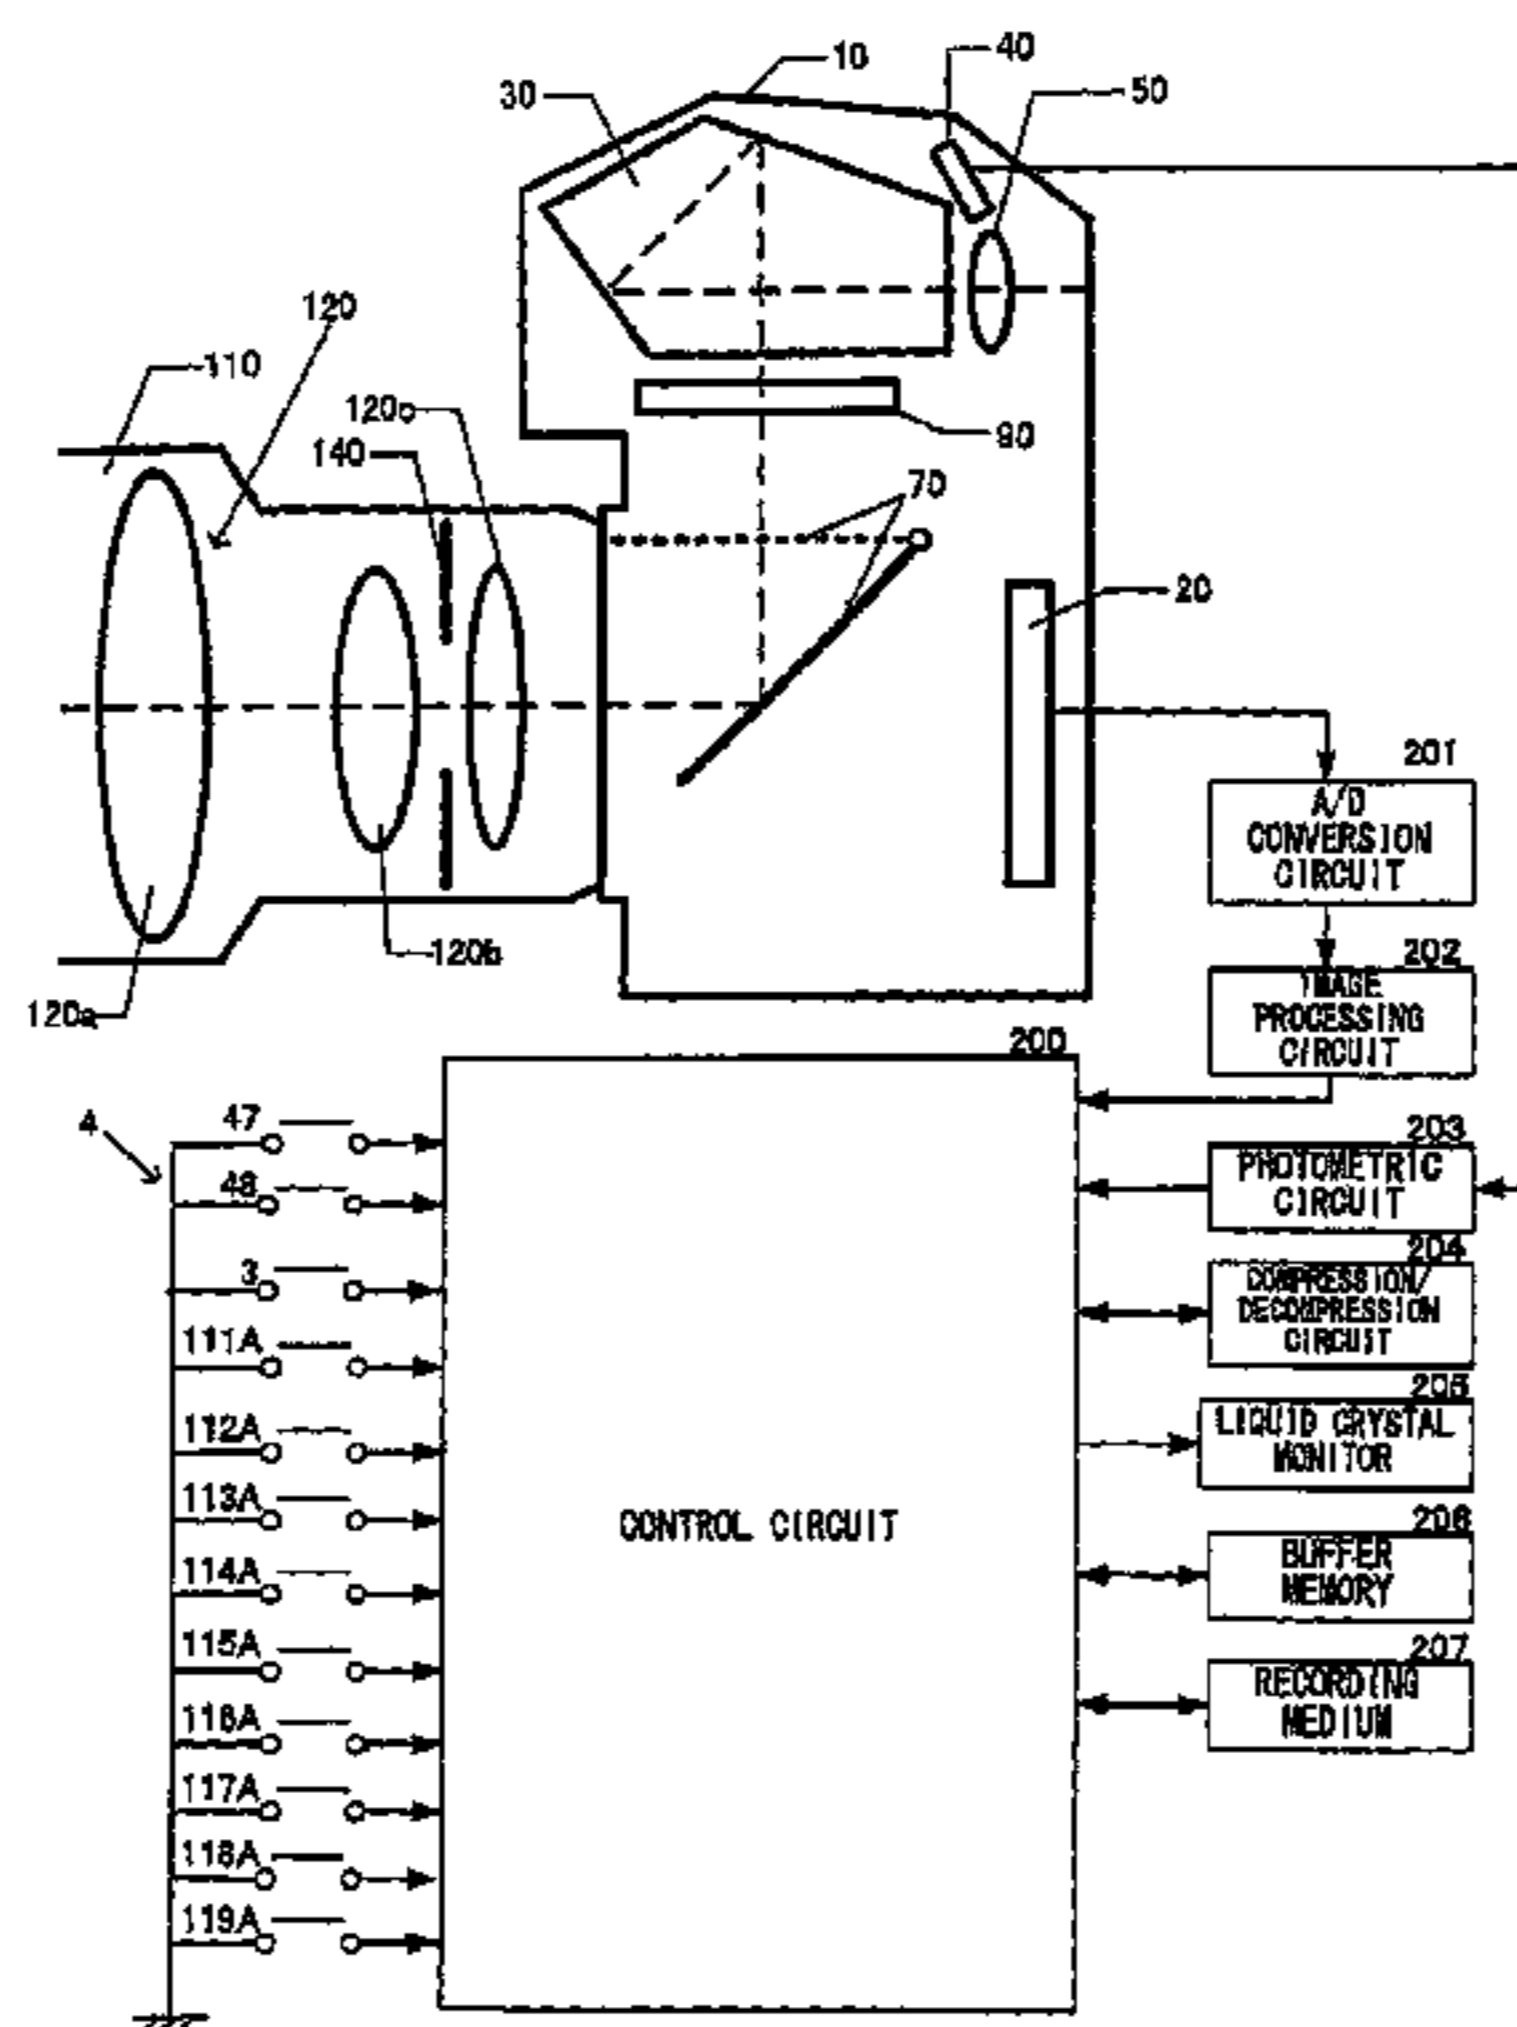 10
40
30
50
120
110
120c
90
140
70
20
201
A/D
CONVERSION
CIRCUIT
120b
202
IMAGE
PROCESSING
CIRCUIT
120a
200
4
47
48
3
111A
112A
113A
114A
115A
116A
117A
118A
119A
CONTROL CIRCUIT
203
PHOTOMETRIC
CIRCUIT
204
COMPRESSION/
DECOMPRESSION
CIRCUIT
205
LIQUID CRYSTAL
MONITOR
206
BUFFER
MEMORY
207
RECORDING
MEDIUM